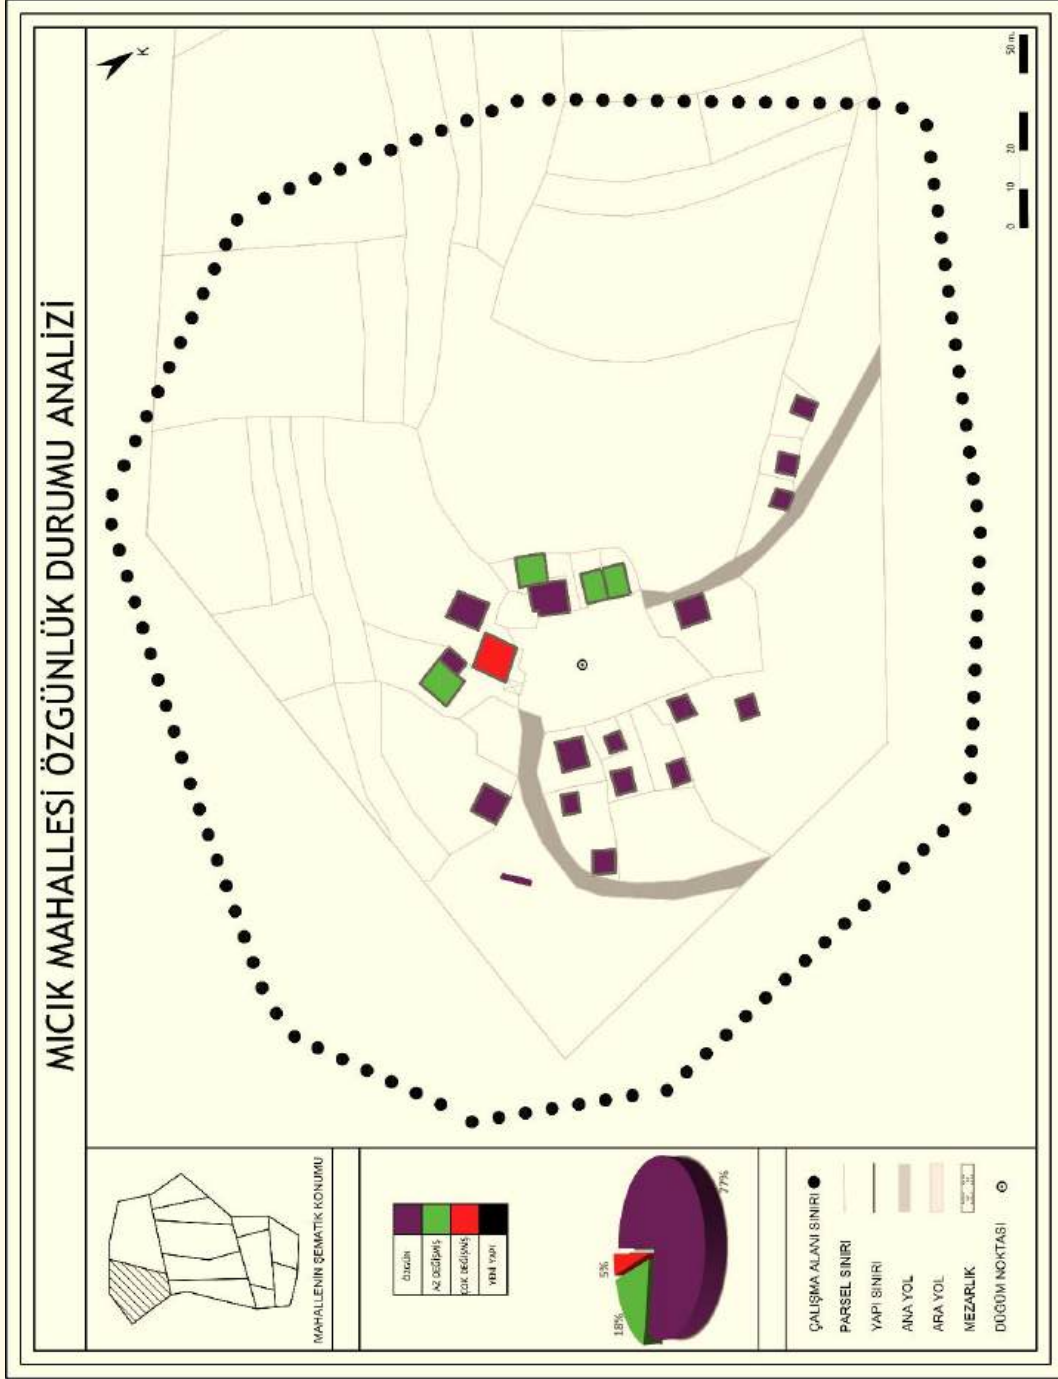 MICIK MAHALLESİ ÖZGÜNLÜK DURUMU ANALİZİ
K
0 10 20 50 m.
MAHALLENİN ŞEMATİK KONUMU
ÖZGÜN
AZ DEĞİŞMİŞ
ÇOK DEĞİŞMİŞ
YENİ YAPI
18%
5%
77%
ÇALIŞMA ALANI SINIRI
PARSEL SINIRI
YAPI SINIRI
ANA YOL
ARA YOL
MEZARLIK
DÜĞÜM NOKTASI